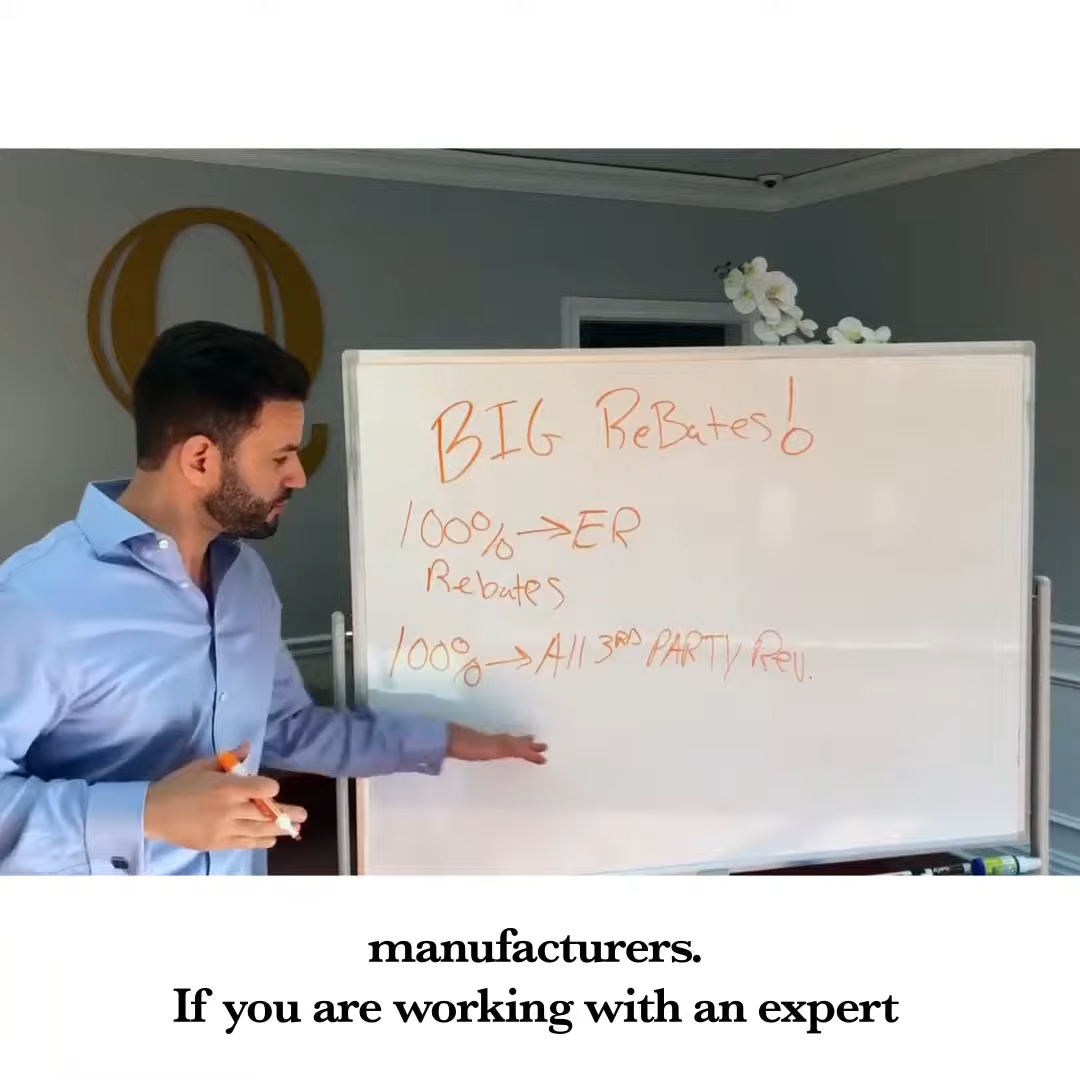 Q
BIG ReBates!
100% → ER
Rebates
100% → All 3RD PARTY Rev.
manufacturers.
If you are working with an expert